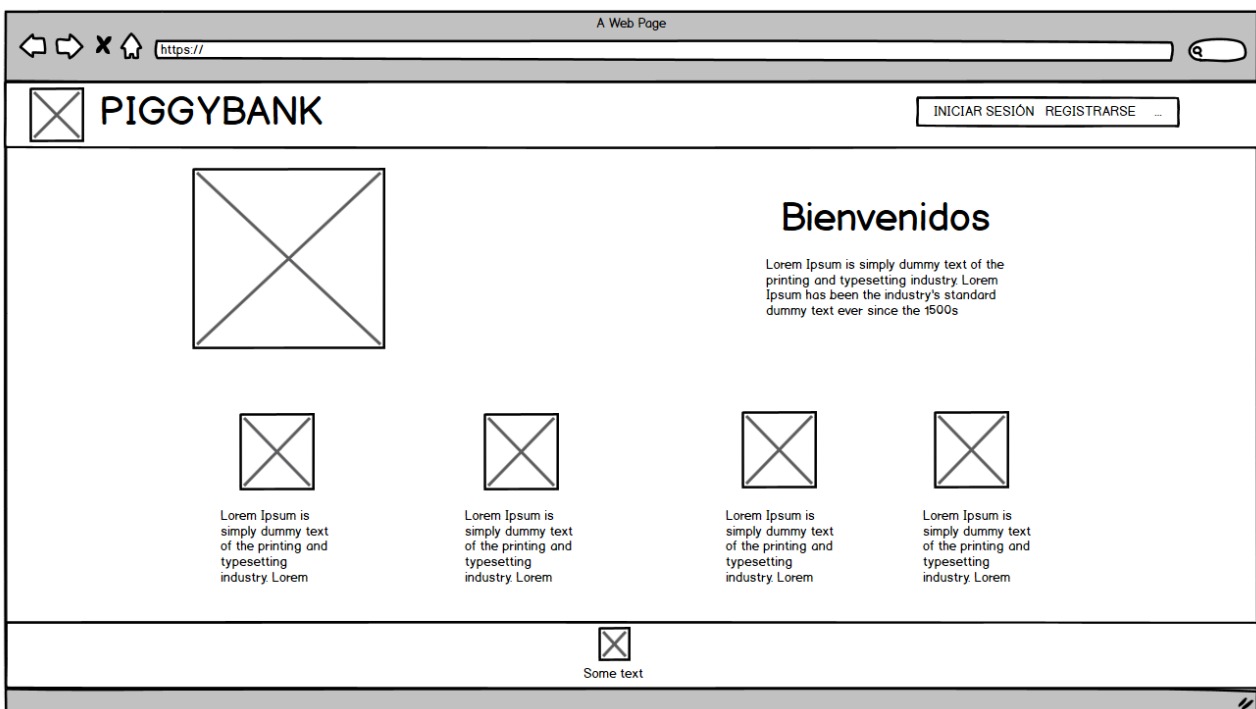 A Web Page
https://
PIGGYBANK
INICIAR SESIÓN REGISTRARSE ...
Bienvenidos
Lorem Ipsum is simply dummy text of the
printing and typesetting industry. Lorem
Ipsum has been the industry's standard
dummy text ever since the 1500s
Lorem Ipsum is
simply dummy text
of the printing and
typesetting
industry. Lorem
Lorem Ipsum is
simply dummy text
of the printing and
typesetting
industry. Lorem
Lorem Ipsum is
simply dummy text
of the printing and
typesetting
industry. Lorem
Lorem Ipsum is
simply dummy text
of the printing and
typesetting
industry. Lorem
Some text